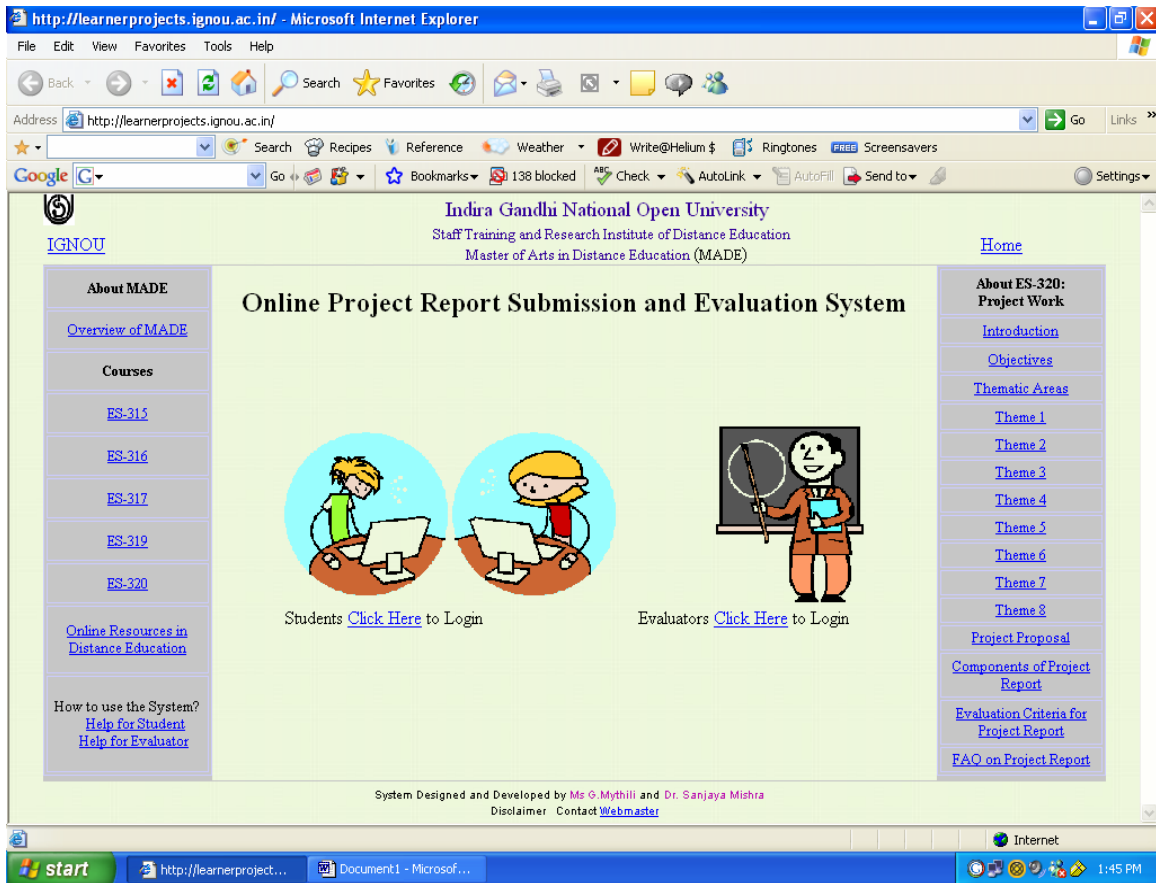 http://learnerprojects.ignou.ac.in/ - Microsoft Internet Explorer
File Edit View Favorites Tools Help
Back Search Favorites
Address http://learnerprojects.ignou.ac.in/ Go Links »
Search Recipes Reference Weather Write@Helium $ Ringtones FREE Screensavers
Google G Go Bookmarks 138 blocked ABC Check AutoLink AutoFill Send to Settings
Indira Gandhi National Open University
Staff Training and Research Institute of Distance Education
Master of Arts in Distance Education (MADE)
IGNOU
Home
About MADE
Overview of MADE
Courses
ES-315
ES-316
ES-317
ES-319
ES-320
Online Resources in
Distance Education
How to use the System?
Help for Student
Help for Evaluator
Online Project Report Submission and Evaluation System
Students Click Here to Login
Evaluators Click Here to Login
About ES-320:
Project Work
Introduction
Objectives
Thematic Areas
Theme 1
Theme 2
Theme 3
Theme 4
Theme 5
Theme 6
Theme 7
Theme 8
Project Proposal
Components of Project
Report
Evaluation Criteria for
Project Report
FAQ on Project Report
System Designed and Developed by Ms G.Mythili and Dr. Sanjaya Mishra
Disclaimer Contact Webmaster
Internet
start http://learnerproject... Document1 - Microsof... 1:45 PM